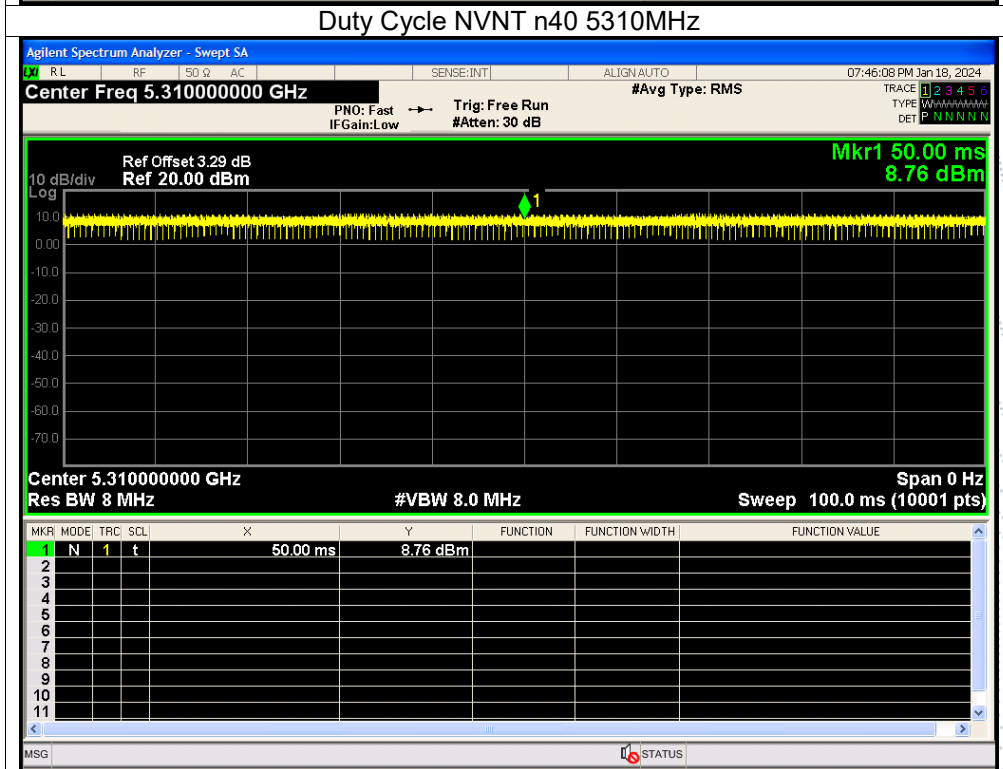 Duty Cycle NVNT n40 5310MHz
Agilent Spectrum Analyzer - Swept SA
LXI RL RF 50 Ω AC SENSE:INT ALIGN AUTO 07:46:08 PM Jan 18, 2024
Center Freq 5.310000000 GHz #Avg Type: RMS TRACE 1 2 3 4 5 6
PNO: Fast Trig: Free Run TYPE WWWWWW
IFGain:Low #Atten: 30 dB DET P N N N N N
Mkr1 50.00 ms
Ref Offset 3.29 dB
10 dB/div Ref 20.00 dBm 8.76 dBm
Log
1
10.0
0.00
-10.0
-20.0
-30.0
-40.0
-50.0
-60.0
-70.0
Center 5.310000000 GHz Span 0 Hz
Res BW 8 MHz #VBW 8.0 MHz Sweep 100.0 ms (10001 pts)
MKR MODE TRC SCL X Y FUNCTION FUNCTION WIDTH FUNCTION VALUE
1 N 1 t 50.00 ms 8.76 dBm
2
3
4
5
6
7
8
9
10
11
MSG STATUS